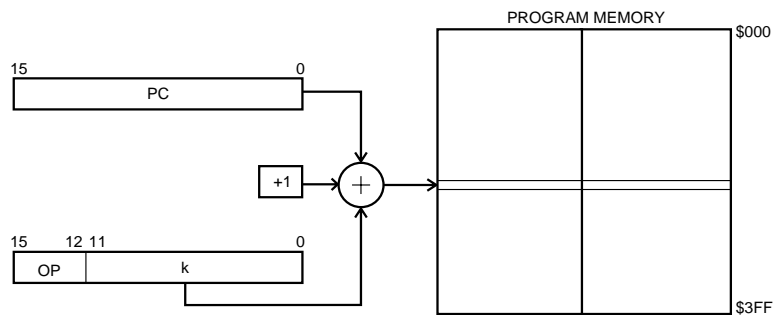 PROGRAM MEMORY
$000
15 0
PC
+1
+
15 12 11 0
OP k
$3FF